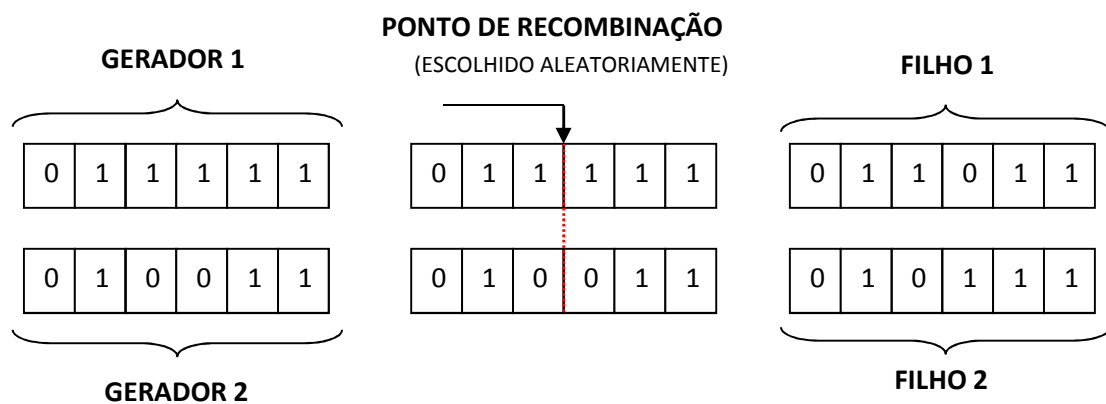 PONTO DE RECOMBINAÇÃO
GERADOR 1
(ESCOLHIDO ALEATORIAMENTE)
FILHO 1
0 1 1 1 1 1
0 1 1 1 1 1
0 1 1 0 1 1
0 1 0 0 1 1
0 1 0 0 1 1
0 1 0 1 1 1
GERADOR 2
FILHO 2